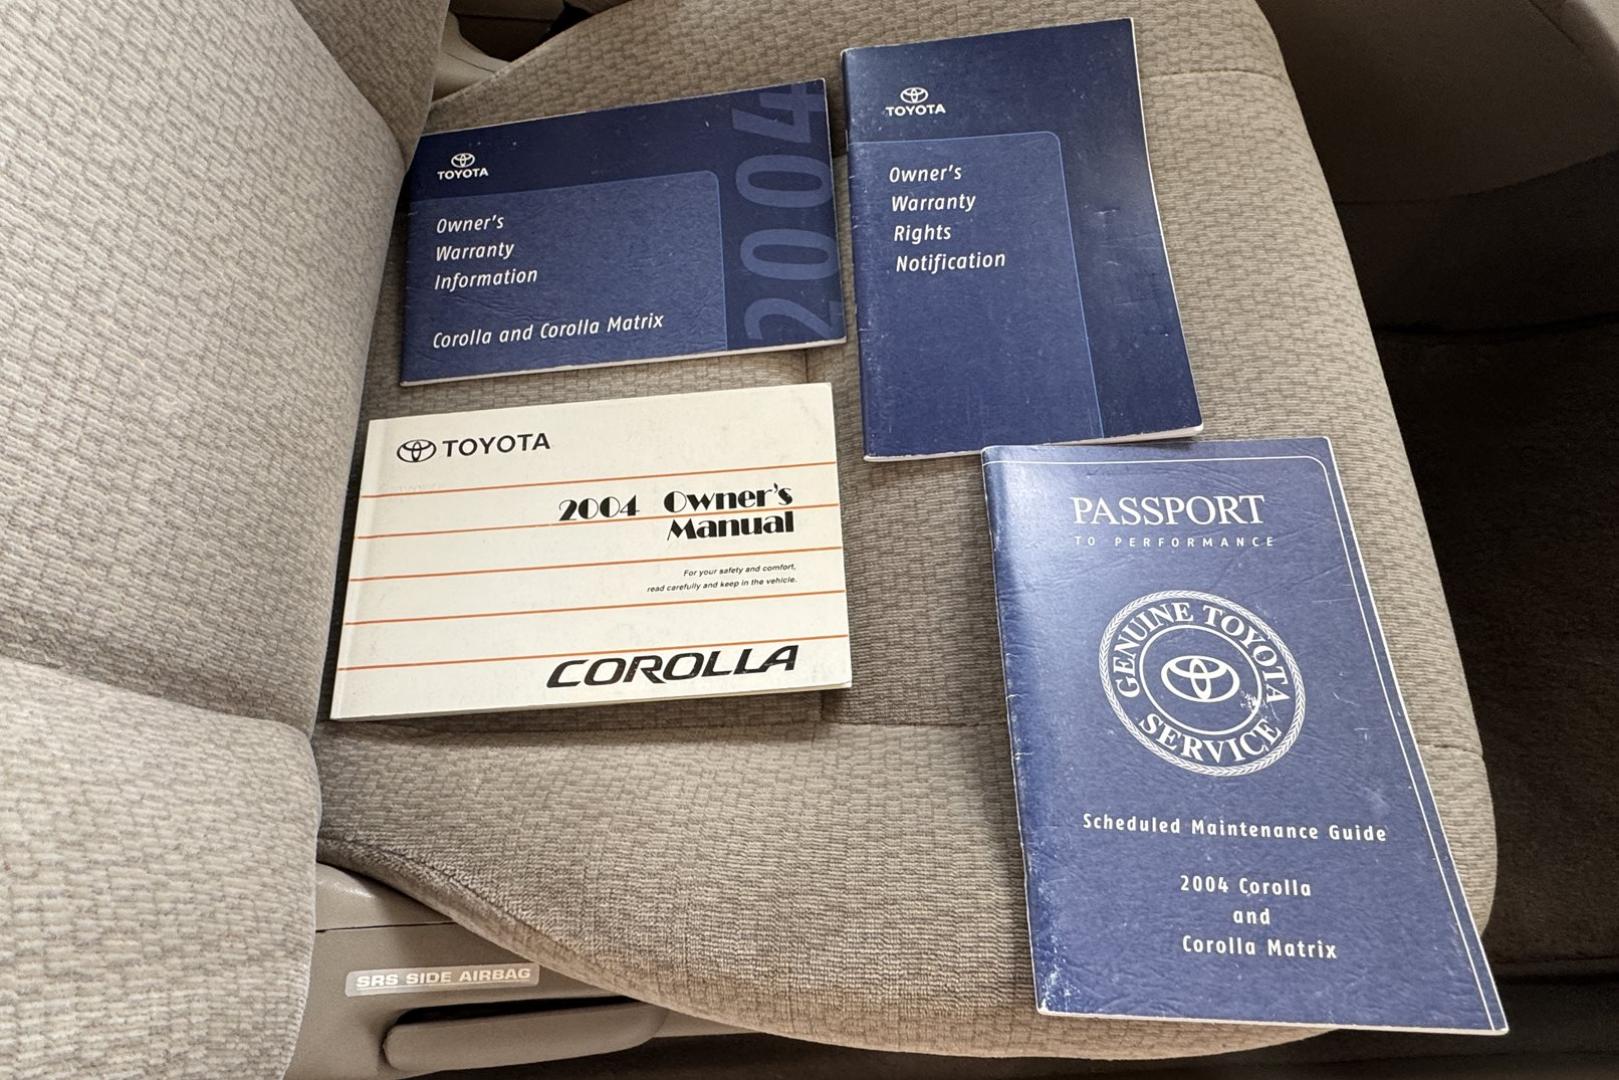 TOYOTA
Owner's
Warranty
Information
Corolla and Corolla Matrix
2004
TOYOTA
Owner's
Warranty
Rights
Notification
TOYOTA
2004 Owner's
Manual
For your safety and comfort,
read carefully and keep in the vehicle.
COROLLA
PASSPORT
TO PERFORMANCE
GENUINE TOYOTA
SERVICE
Scheduled Maintenance Guide
2004 Corolla
and
Corolla Matrix
SRS SIDE AIRBAG